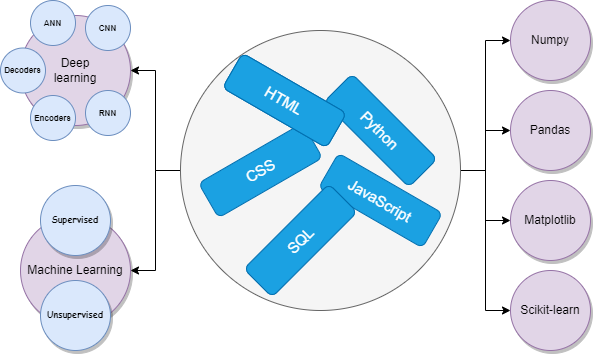 ANN
CNN
Deep
learning
Decoders
Encoders
RNN
Supervised
Machine Learning
Unsupervised
HTML
Python
CSS
JavaScript
SQL
Numpy
Pandas
Matplotlib
Scikit-learn